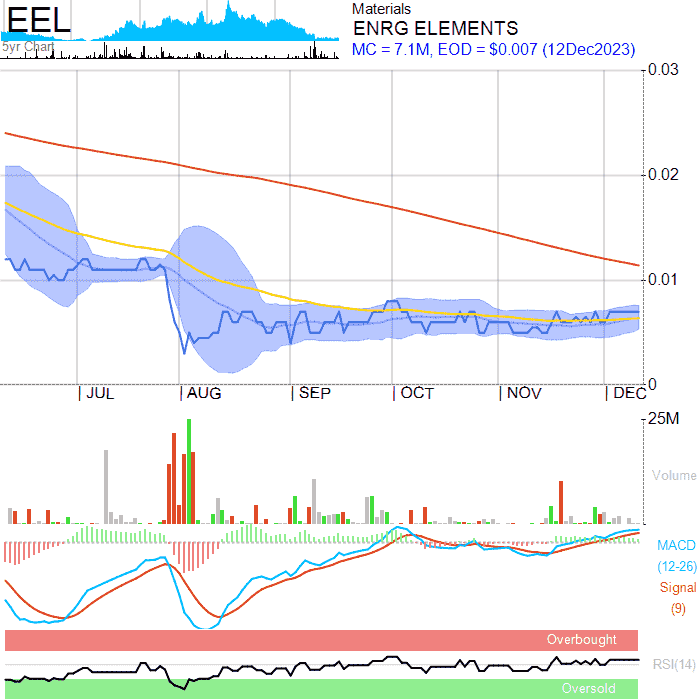 EEL
5yr Chart
Materials
ENRG ELEMENTS
MC = 7.1M, EOD = $0.007 (12Dec2023)
0.03
0.02
0.01
0
| JUL | AUG | SEP | OCT | NOV | DEC
25M
Volume
MACD
(12-26)
Signal
(9)
Overbought
RSI(14)
Oversold